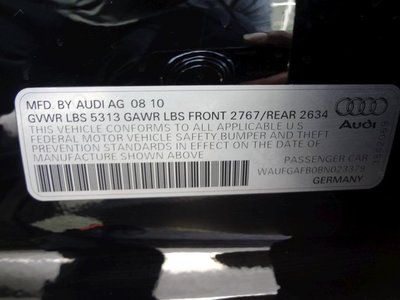 MFD. BY AUDI AG 08 10
GVWR LBS 5313 GAWR LBS FRONT 2767/REAR 2634
THIS VEHICLE CONFORMS TO ALL APPLICABLE U S
FEDERAL MOTOR VEHICLE SAFETY, BUMPER AND THEFT
PREVENTION STANDARDS IN EFFECT ON THE DATE OF
MANUFACTURE SHOWN ABOVE
Audi
PASSENGER CAR
WAUFGAFB0BN023379
GERMANY